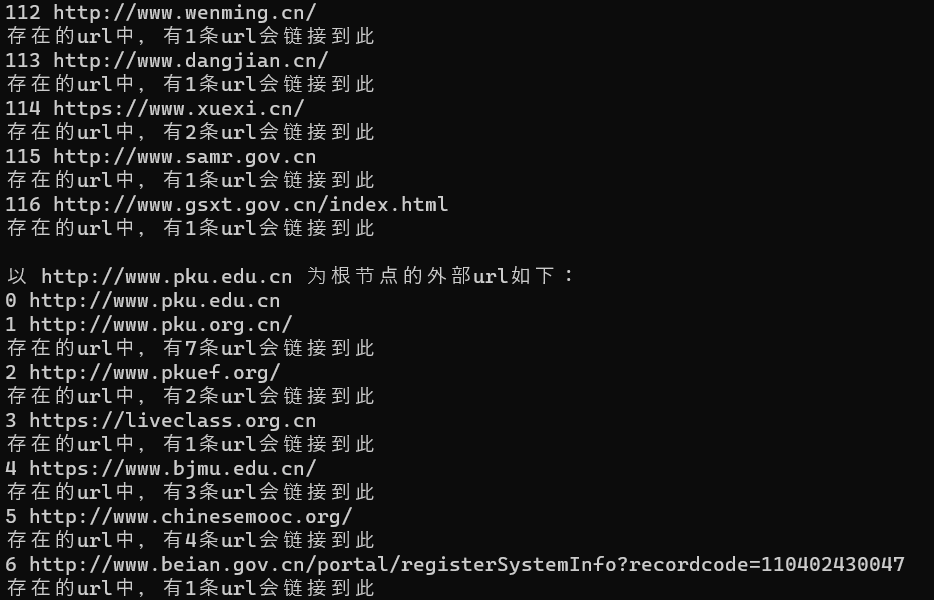 112 http://www.wenming.cn/
存在的url中, 有1条url会链接到此
113 http://www.dangjian.cn/
存在的url中, 有1条url会链接到此
114 https://www.xuexi.cn/
存在的url中, 有2条url会链接到此
115 http://www.samr.gov.cn
存在的url中, 有1条url会链接到此
116 http://www.gsxt.gov.cn/index.html
存在的url中, 有1条url会链接到此
以 http://www.pku.edu.cn 为根节点的外部url如下：
0 http://www.pku.edu.cn
1 http://www.pku.org.cn/
存在的url中, 有7条url会链接到此
2 http://www.pkuef.org/
存在的url中, 有2条url会链接到此
3 https://liveclass.org.cn
存在的url中, 有1条url会链接到此
4 https://www.bjmu.edu.cn/
存在的url中, 有3条url会链接到此
5 http://www.chinesemooc.org/
存在的url中, 有4条url会链接到此
6 http://www.beian.gov.cn/portal/registerSystemInfo?recordcode=110402430047
存在的url中, 有1条url会链接到此